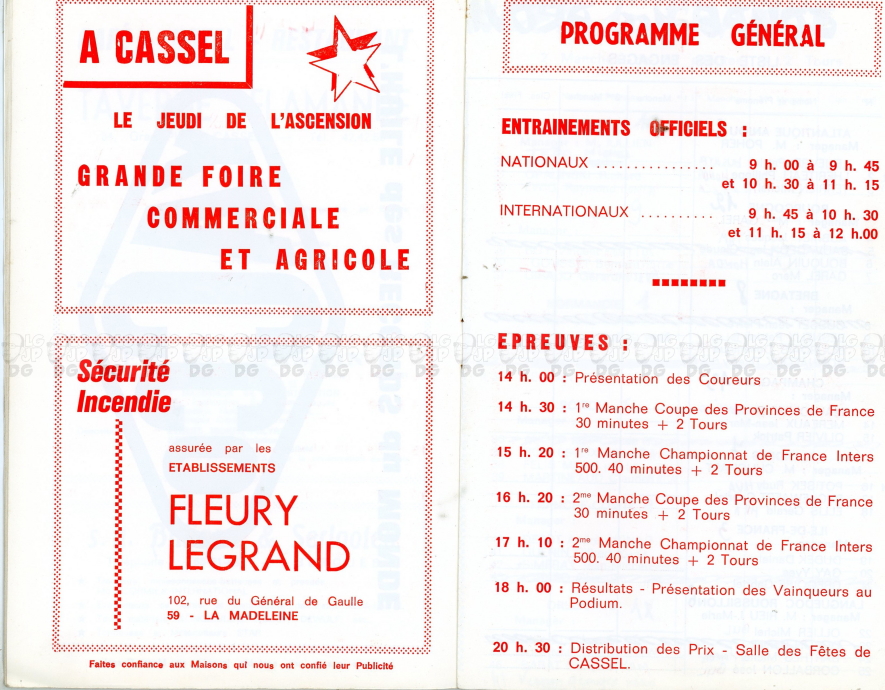 A CASSEL
LE JEUDI DE L'ASCENSION
GRANDE FOIRE
COMMERCIALE
ET AGRICOLE
Sécurité
Incendie
assurée par les
ETABLISSEMENTS
FLEURY
LEGRAND
102, rue du Général de Gaulle
59 - LA MADELEINE
Faites confiance aux Maisons qui nous ont confié leur Publicité
PROGRAMME GÉNÉRAL
ENTRAINEMENTS OFFICIELS :
NATIONAUX ................ 9 h. 00 à 9 h. 45
et 10 h. 30 à 11 h. 15
INTERNATIONAUX .......... 9 h. 45 à 10 h. 30
et 11 h. 15 à 12 h.00
EPREUVES :
14 h. 00 : Présentation des Coureurs
14 h. 30 : 1re Manche Coupe des Provinces de France
30 minutes + 2 Tours
15 h. 20 : 1re Manche Championnat de France Inters
500. 40 minutes + 2 Tours
16 h. 20 : 2me Manche Coupe des Provinces de France
30 minutes + 2 Tours
17 h. 10 : 2me Manche Championnat de France Inters
500. 40 minutes + 2 Tours
18 h. 00 : Résultats - Présentation des Vainqueurs au
Podium.
20 h. 30 : Distribution des Prix - Salle des Fêtes de
CASSEL.